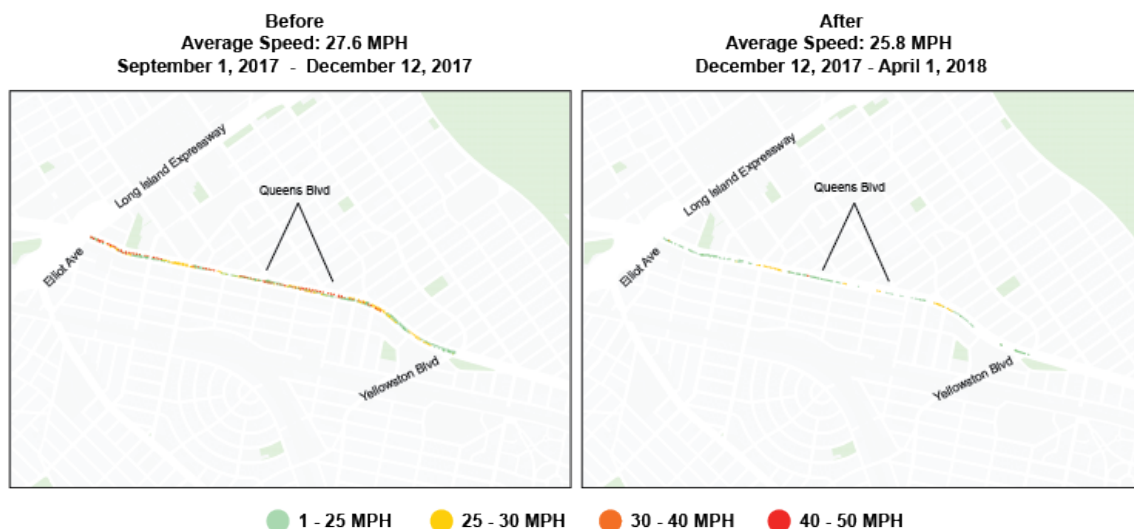 Before
Average Speed: 27.6 MPH
September 1, 2017 - December 12, 2017
After
Average Speed: 25.8 MPH
December 12, 2017 - April 1, 2018
Long Island Expressway
Queens Blvd
Elliot Ave
Yellowston Blvd
Long Island Expressway
Queens Blvd
Elliot Ave
Yellowston Blvd
1 - 25 MPH
25 - 30 MPH
30 - 40 MPH
40 - 50 MPH